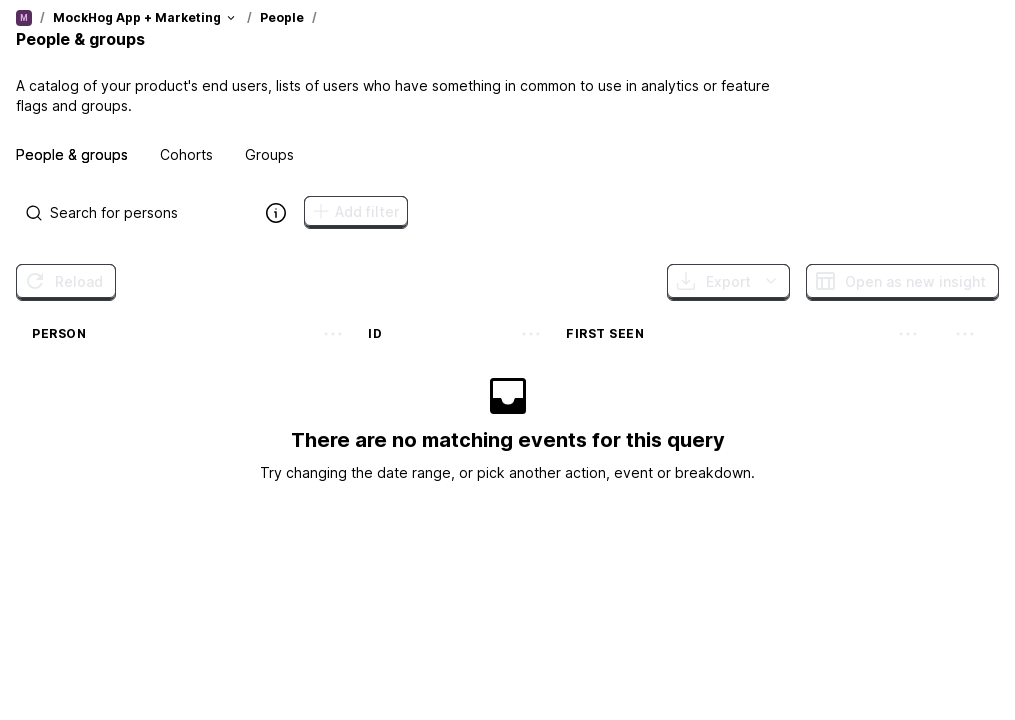 M / MockHog App + Marketing / People /
People & groups
A catalog of your product's end users, lists of users who have something in common to use in analytics or feature
flags and groups.
People & groups Cohorts Groups
Search for persons Add filter
Reload Export Open as new insight
PERSON ID FIRST SEEN
There are no matching events for this query
Try changing the date range, or pick another action, event or breakdown.